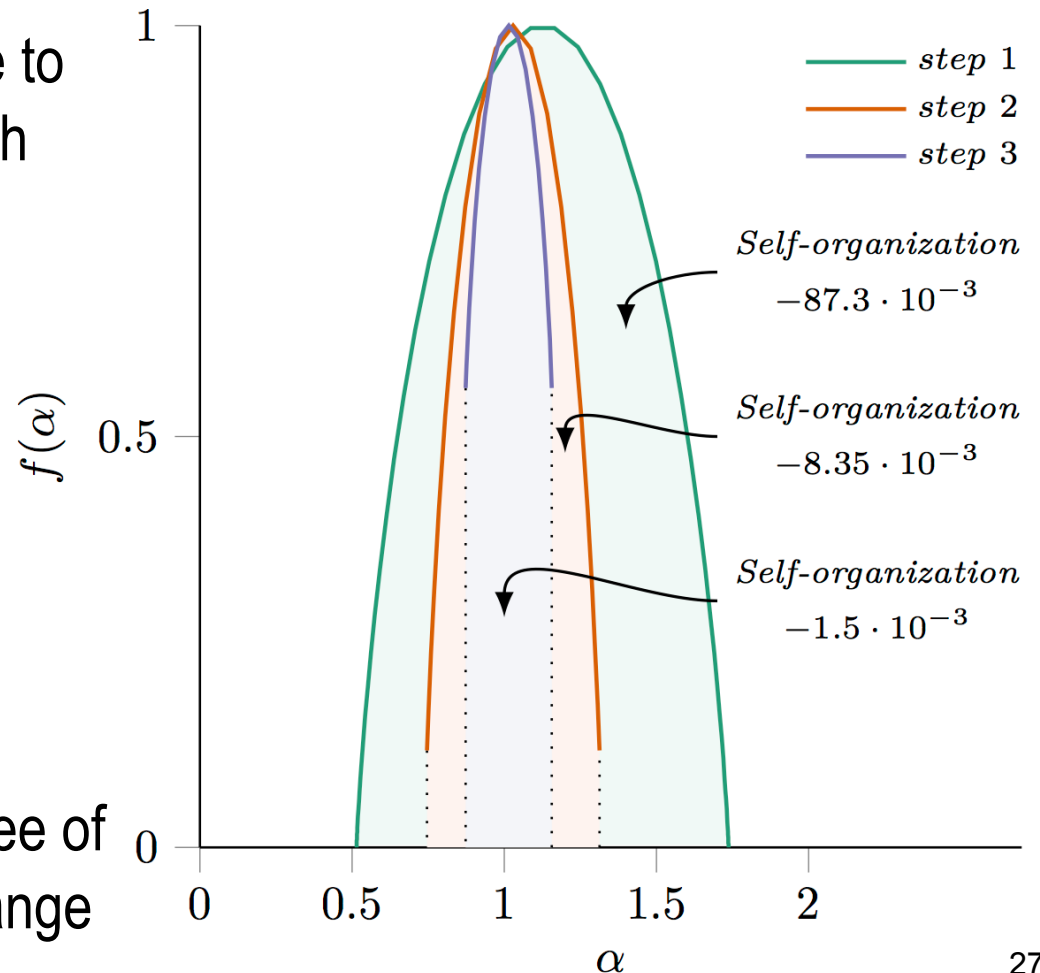 e to
h
ee of
ange
1
0.5
0
f(α)
0
0.5
1
1.5
2
α
step 1
step 2
step 3
Self-organization
−87.3 · 10⁻³
Self-organization
−8.35 · 10⁻³
Self-organization
−1.5 · 10⁻³
27